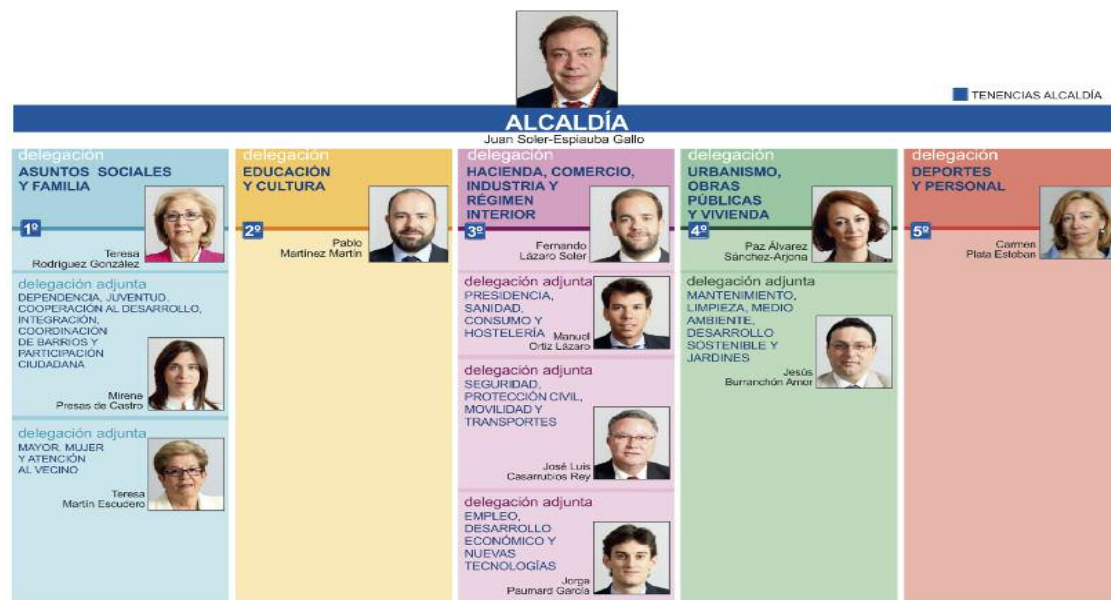 TENENCIAS ALCALDÍA
ALCALDÍA
Juan Soler-Espiauba Gallo
delegación
ASUNTOS SOCIALES
Y FAMILIA
1º
Teresa
Rodríguez González
delegación adjunta
DEPENDENCIA, JUVENTUD,
COOPERACIÓN AL DESARROLLO,
INTEGRACIÓN,
COORDINACIÓN
DE BARRIOS Y
PARTICIPACIÓN
CIUDADANA
Mirene
Presas de Castro
delegación adjunta
MAYOR, MUJER
Y ATENCIÓN
AL VECINO
Teresa
Martín Escudero
delegación
EDUCACIÓN
Y CULTURA
2º
Pablo
Martínez Martín
delegación
HACIENDA, COMERCIO,
INDUSTRIA Y
RÉGIMEN
INTERIOR
3º
Fernando
Lázaro Soler
delegación adjunta
PRESIDENCIA,
SANIDAD,
CONSUMO Y
HOSTELERÍA
Manuel
Ortiz Lázaro
delegación adjunta
SEGURIDAD,
PROTECCIÓN CIVIL,
MOVILIDAD Y
TRANSPORTES
José Luis
Casarrubios Rey
delegación adjunta
EMPLEO,
DESARROLLO
ECONÓMICO Y
NUEVAS
TECNOLOGÍAS
Jorge
Paumard García
delegación
URBANISMO,
OBRAS
PÚBLICAS
Y VIVIENDA
4º
Paz Álvarez
Sánchez-Arjona
delegación adjunta
MANTENIMIENTO,
LIMPIEZA, MEDIO
AMBIENTE,
DESARROLLO
SOSTENIBLE Y
JARDINES
Jesús
Burranchón Amor
delegación
DEPORTES
Y PERSONAL
5º
Carmen
Plata Esteban